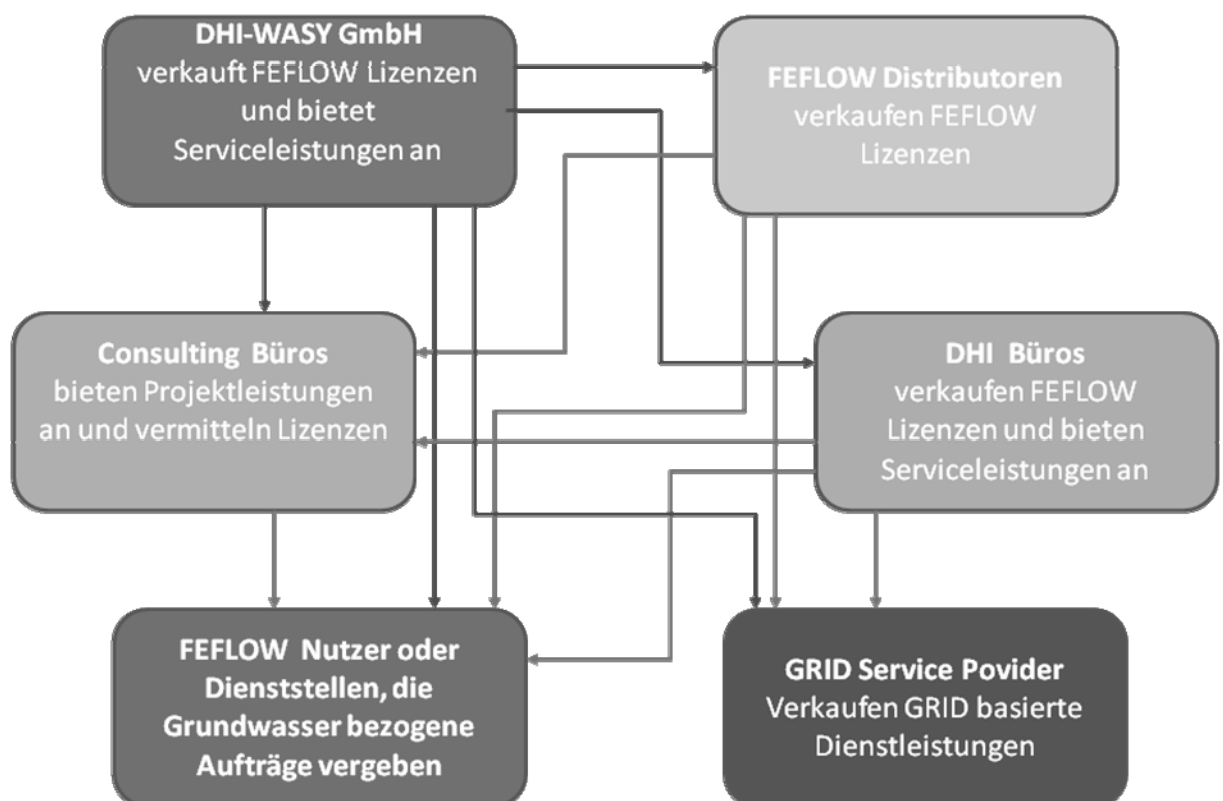 DHI-WASY GmbH
verkauft FEFLOW Lizenzen
und bietet
Serviceleistungen an
FEFLOW Distributoren
verkaufen FEFLOW
Lizenzen
Consulting Büros
bieten Projektleistungen
an und vermitteln Lizenzen
DHI Büros
verkaufen FEFLOW
Lizenzen und bieten
Serviceleistungen an
FEFLOW Nutzer oder
Dienststellen, die
Grundwasser bezogene
Aufträge vergeben
GRID Service Povider
Verkaufen GRID basierte
Dienstleistungen